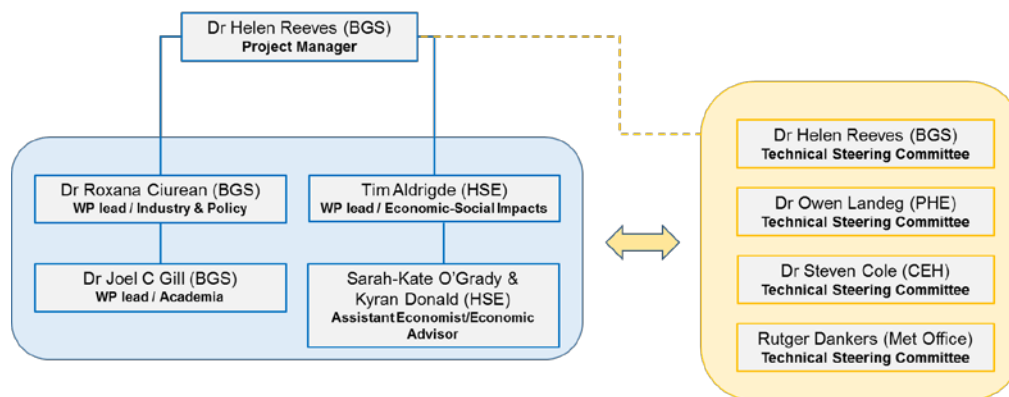 Dr Helen Reeves (BGS)
Project Manager
Dr Roxana Ciurean (BGS)
WP lead / Industry & Policy
Tim Aldrigde (HSE)
WP lead / Economic-Social Impacts
Dr Joel C Gill (BGS)
WP lead / Academia
Sarah-Kate O'Grady &
Kyran Donald (HSE)
Assistant Economist/Economic
Advisor
Dr Helen Reeves (BGS)
Technical Steering Committee
Dr Owen Landeg (PHE)
Technical Steering Committee
Dr Steven Cole (CEH)
Technical Steering Committee
Rutger Dankers (Met Office)
Technical Steering Committee